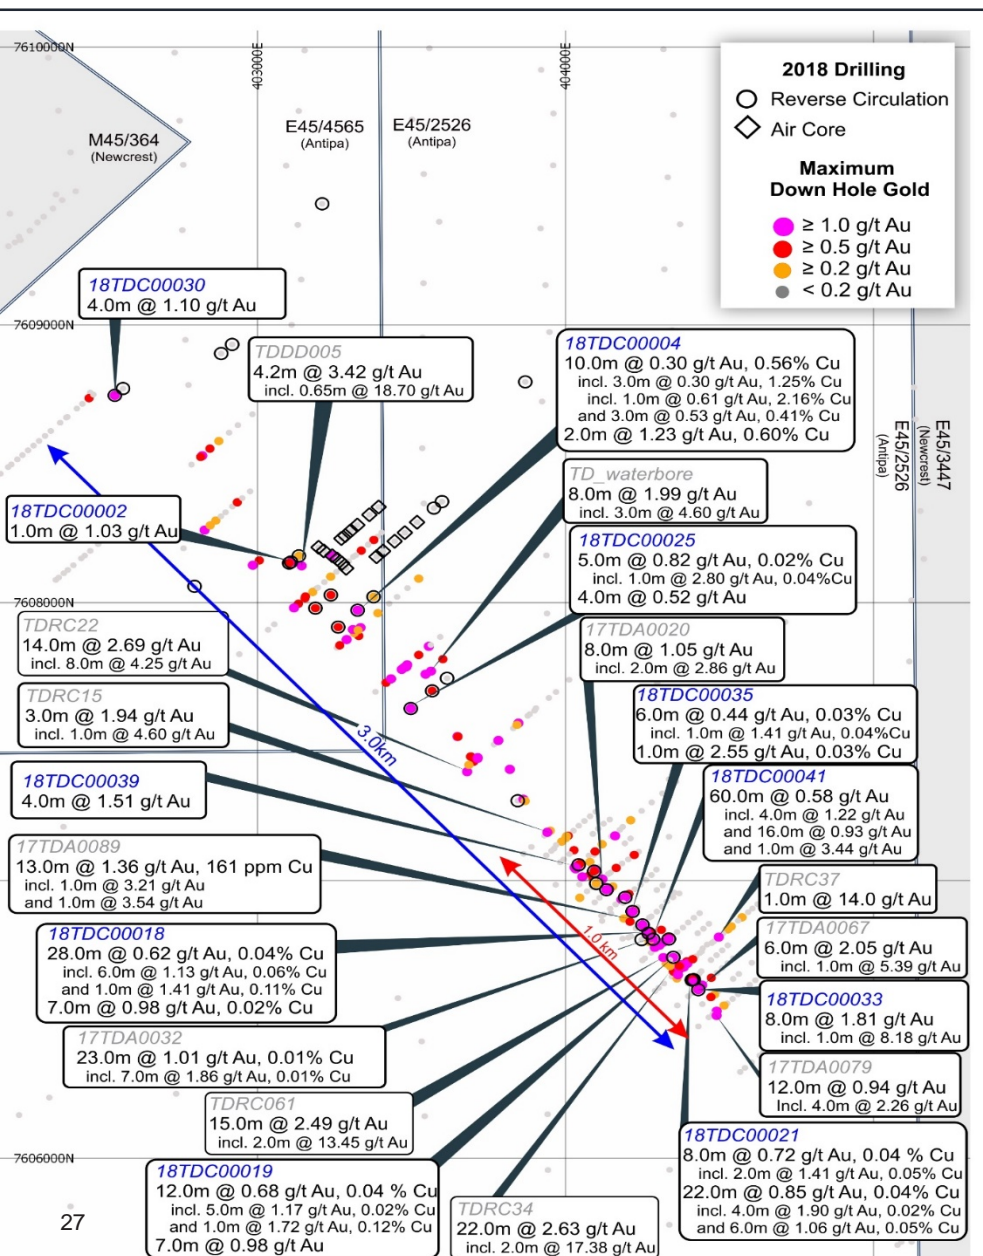 7610000N
403000E
404000E
2018 Drilling
Reverse Circulation
Air Core
Maximum
Down Hole Gold
≥ 1.0 g/t Au
≥ 0.5 g/t Au
≥ 0.2 g/t Au
< 0.2 g/t Au
M45/364
(Newcrest)
E45/4565
(Antipa)
E45/2526
(Antipa)
18TDC00030
4.0m @ 1.10 g/t Au
7609000N
TDDD005
4.2m @ 3.42 g/t Au
incl. 0.65m @ 18.70 g/t Au
18TDC00004
10.0m @ 0.30 g/t Au, 0.56% Cu
incl. 3.0m @ 0.30 g/t Au, 1.25% Cu
incl. 1.0m @ 0.61 g/t Au, 2.16% Cu
and 3.0m @ 0.53 g/t Au, 0.41% Cu
2.0m @ 1.23 g/t Au, 0.60% Cu
E45/2526
(Antipa)
E45/3447
(Newcrest)
TD_waterbore
8.0m @ 1.99 g/t Au
incl. 3.0m @ 4.60 g/t Au
18TDC00002
1.0m @ 1.03 g/t Au
18TDC00025
5.0m @ 0.82 g/t Au, 0.02% Cu
incl. 1.0m @ 2.80 g/t Au, 0.04%Cu
4.0m @ 0.52 g/t Au
7608000N
TDRC22
14.0m @ 2.69 g/t Au
incl. 8.0m @ 4.25 g/t Au
17TDA0020
8.0m @ 1.05 g/t Au
incl. 2.0m @ 2.86 g/t Au
TDRC15
3.0m @ 1.94 g/t Au
incl. 1.0m @ 4.60 g/t Au
18TDC00035
6.0m @ 0.44 g/t Au, 0.03% Cu
incl. 1.0m @ 1.41 g/t Au, 0.04%Cu
1.0m @ 2.55 g/t Au, 0.03% Cu
3.0km
18TDC00039
4.0m @ 1.51 g/t Au
18TDC00041
60.0m @ 0.58 g/t Au
incl. 4.0m @ 1.22 g/t Au
and 16.0m @ 0.93 g/t Au
and 1.0m @ 3.44 g/t Au
17TDA0089
13.0m @ 1.36 g/t Au, 161 ppm Cu
incl. 1.0m @ 3.21 g/t Au
and 1.0m @ 3.54 g/t Au
TDRC37
1.0m @ 14.0 g/t Au
1.0 km
18TDC00018
28.0m @ 0.62 g/t Au, 0.04% Cu
incl. 6.0m @ 1.13 g/t Au, 0.06% Cu
and 1.0m @ 1.41 g/t Au, 0.11% Cu
7.0m @ 0.98 g/t Au, 0.02% Cu
17TDA0067
6.0m @ 2.05 g/t Au
incl. 1.0m @ 5.39 g/t Au
18TDC00033
8.0m @ 1.81 g/t Au
incl. 1.0m @ 8.18 g/t Au
17TDA0032
23.0m @ 1.01 g/t Au, 0.01% Cu
incl. 7.0m @ 1.86 g/t Au, 0.01% Cu
17TDA0079
12.0m @ 0.94 g/t Au
Incl. 4.0m @ 2.26 g/t Au
TDRC061
15.0m @ 2.49 g/t Au
incl. 2.0m @ 13.45 g/t Au
18TDC00021
8.0m @ 0.72 g/t Au, 0.04 % Cu
incl. 2.0m @ 1.41 g/t Au, 0.05% Cu
22.0m @ 0.85 g/t Au, 0.04% Cu
incl. 4.0m @ 1.90 g/t Au, 0.02% Cu
and 6.0m @ 1.06 g/t Au, 0.05% Cu
7606000N
18TDC00019
12.0m @ 0.68 g/t Au, 0.04 % Cu
incl. 5.0m @ 1.17 g/t Au, 0.02% Cu
and 1.0m @ 1.72 g/t Au, 0.12% Cu
7.0m @ 0.98 g/t Au
TDRC34
22.0m @ 2.63 g/t Au
incl. 2.0m @ 17.38 g/t Au
27